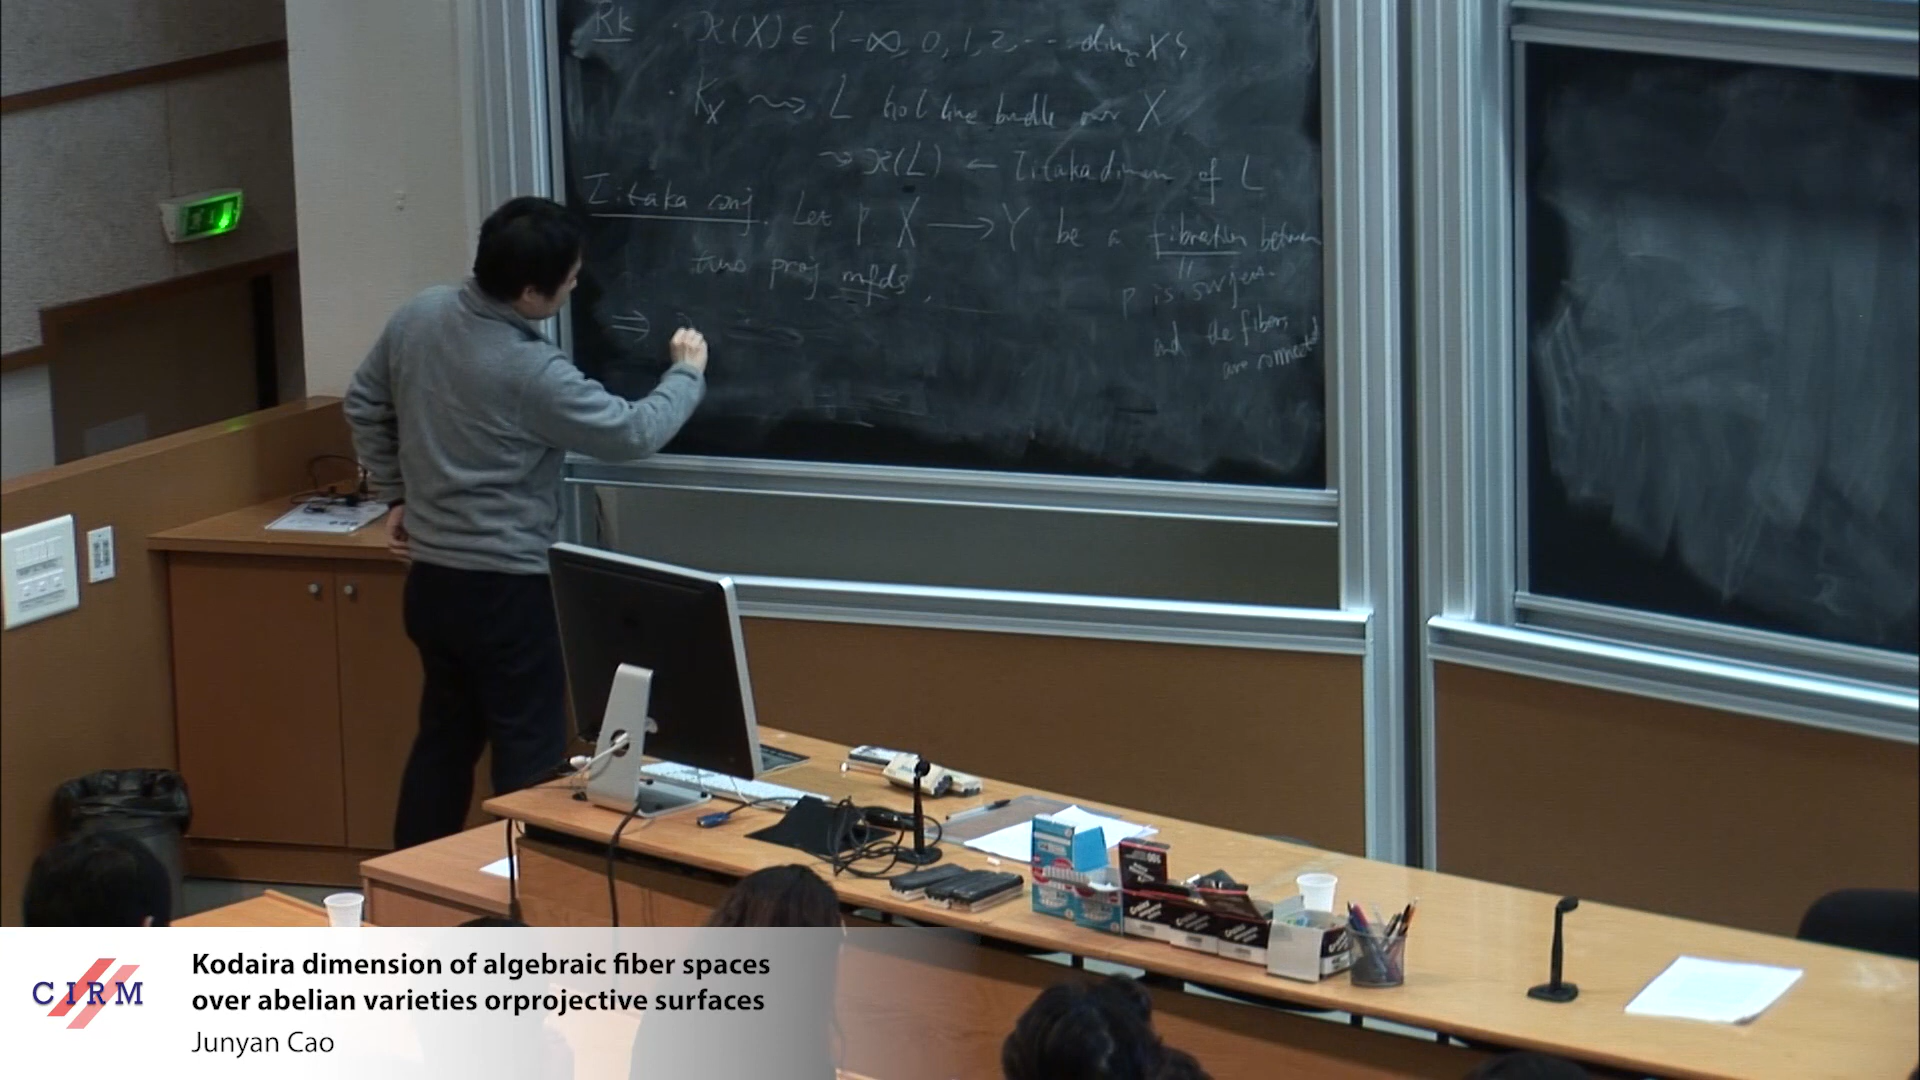 Rk · ϰ(X) ∈ {-∞, 0, 1, 2, ... dim X}
· K_X ⇝ L hol line bundle over X
⇝ ϰ(L) ← Iitaka dimen of L
Iitaka conj. Let p X → Y be a fibration between
two proj mfds,
p is surjec.
and the fibers
are connected
⇒
CIRM
Kodaira dimension of algebraic fiber spaces
over abelian varieties orprojective surfaces
Junyan Cao